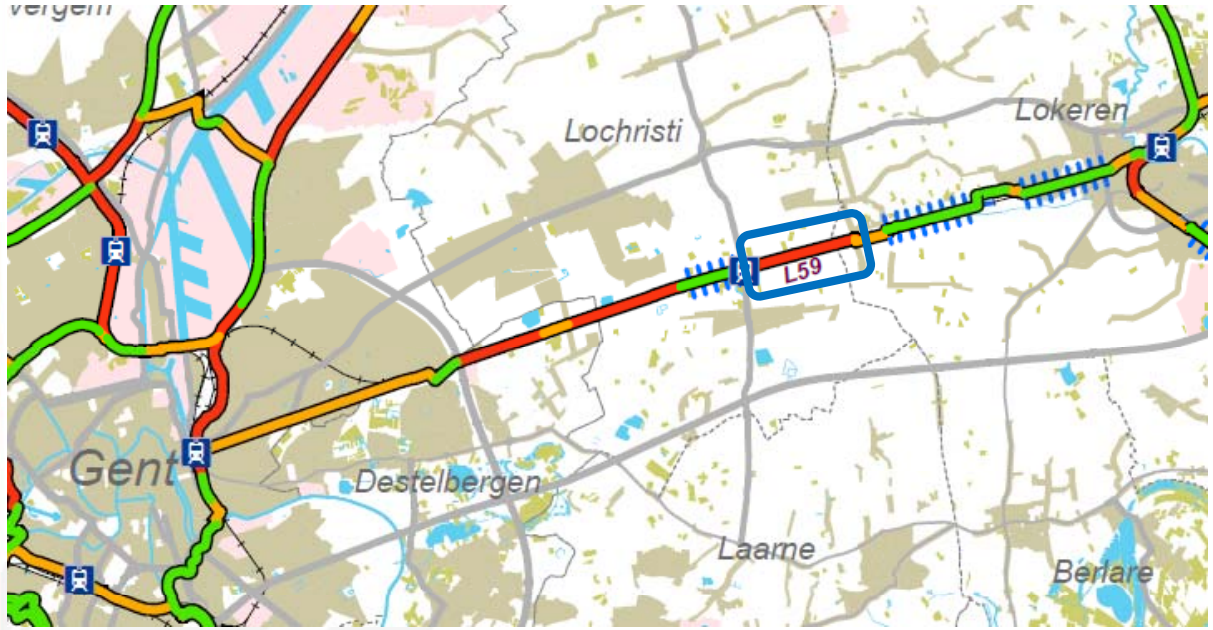 vergem
Lochristi
Lokeren
L59
Gent
Destelbergen
Laarne
Berlare